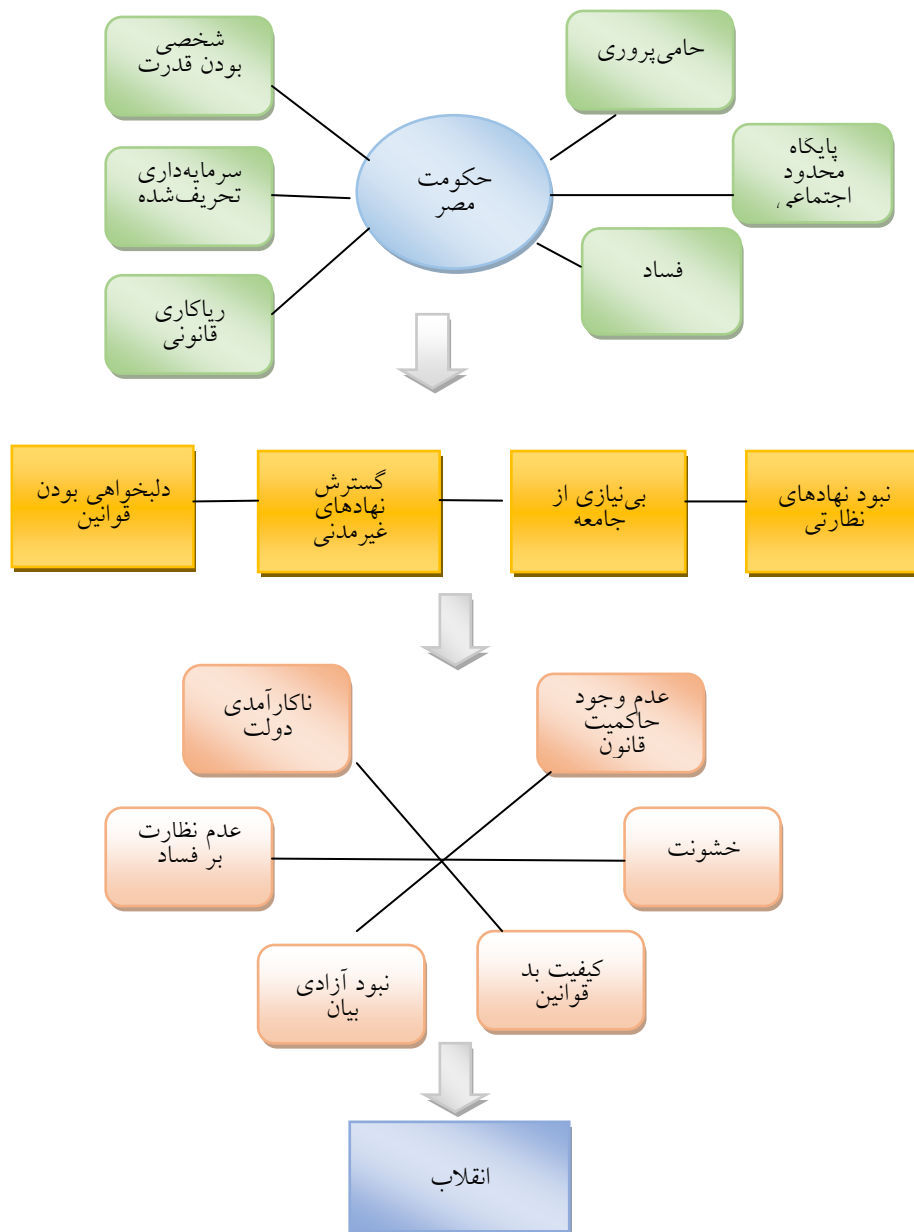 شخصی
بودن قدرت
حامی‌پروری
سرمایه‌داری
تحریف‌شده
حکومت
مصر
پایگاه
محدود
اجتماعی
ریاکاری
قانونی
فساد
نبود نهادهای
نظارتی
بی‌نیازی از
جامعه
گسترش
نهادهای
غیرمدنی
دلبخواهی بودن
قوانین
عدم وجود
حاکمیت
قانون
ناکارآمدی
دولت
خشونت
عدم نظارت
بر فساد
کیفیت بد
قوانین
نبود آزادی
بیان
انقلاب